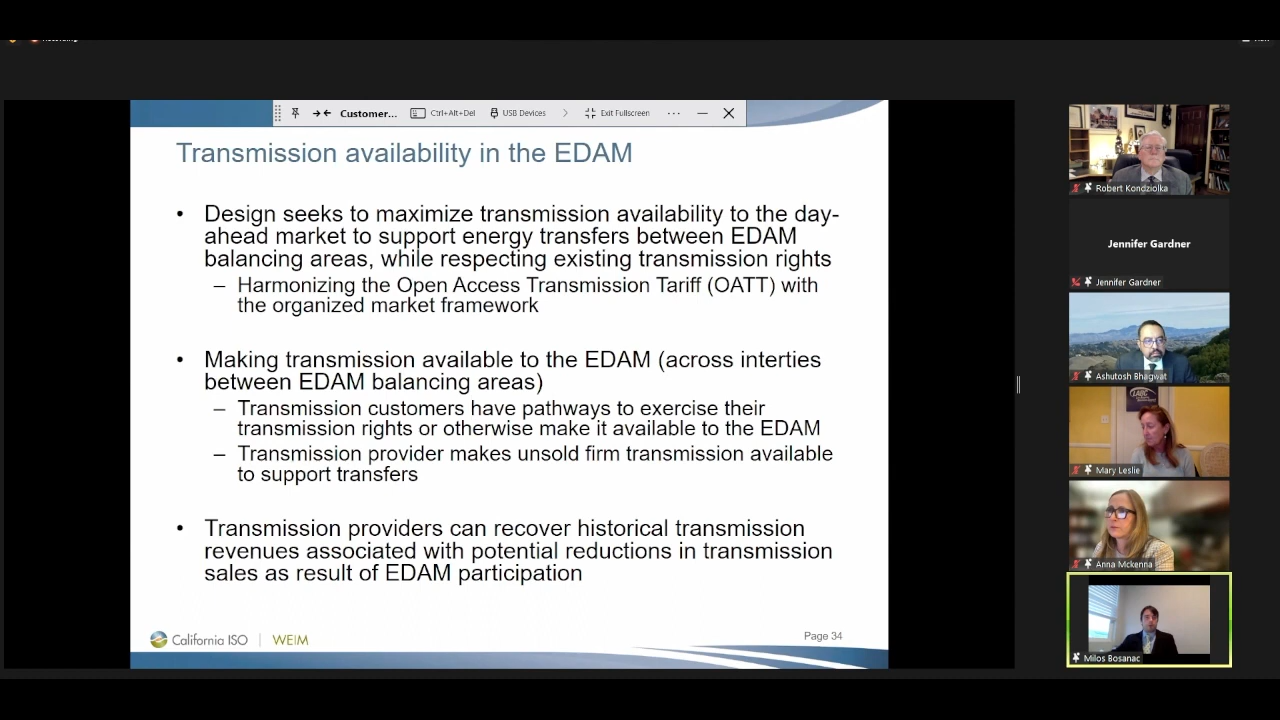 Customer...
Ctrl+Alt+Del
USB Devices
Exit Fullscreen
Transmission availability in the EDAM
• Design seeks to maximize transmission availability to the day-
ahead market to support energy transfers between EDAM
balancing areas, while respecting existing transmission rights
– Harmonizing the Open Access Transmission Tariff (OATT) with
the organized market framework
• Making transmission available to the EDAM (across interties
between EDAM balancing areas)
– Transmission customers have pathways to exercise their
transmission rights or otherwise make it available to the EDAM
– Transmission provider makes unsold firm transmission available
to support transfers
• Transmission providers can recover historical transmission
revenues associated with potential reductions in transmission
sales as result of EDAM participation
California ISO | WEIM
Page 34
Robert Kondziolka
Jennifer Gardner
Jennifer Gardner
Ashutosh Bhagwat
Mary Leslie
Anna Mckenna
Milos Bosanac